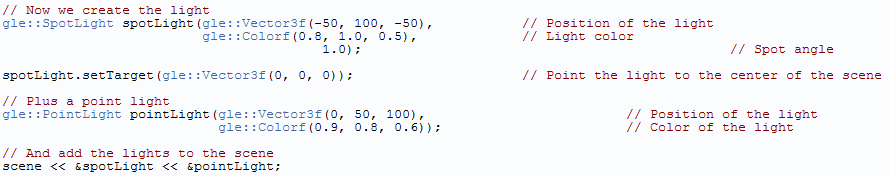 // Now we create the light
gle::SpotLight spotLight(gle::Vector3f(-50, 100, -50), // Position of the light
gle::Colorf(0.8, 1.0, 0.5), // Light color
1.0); // Spot angle
spotLight.setTarget(gle::Vector3f(0, 0, 0)); // Point the light to the center of the scene
// Plus a point light
gle::PointLight pointLight(gle::Vector3f(0, 50, 100), // Position of the light
gle::Colorf(0.9, 0.8, 0.6)); // Color of the light
// And add the lights to the scene
scene << &spotLight << &pointLight;